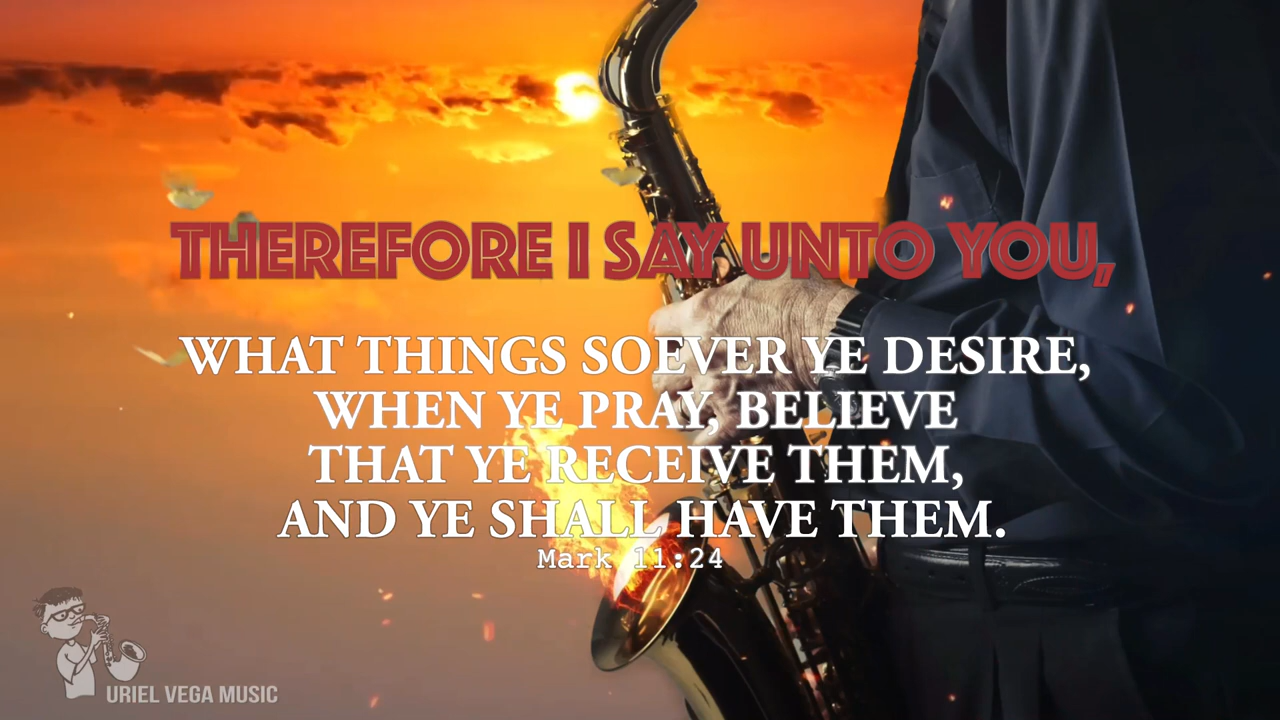 THEREFORE I SAY UNTO YOU,
WHAT THINGS SOEVER YE DESIRE,
WHEN YE PRAY, BELIEVE
THAT YE RECEIVE THEM,
AND YE SHALL HAVE THEM.
Mark 11:24
URIEL VEGA MUSIC